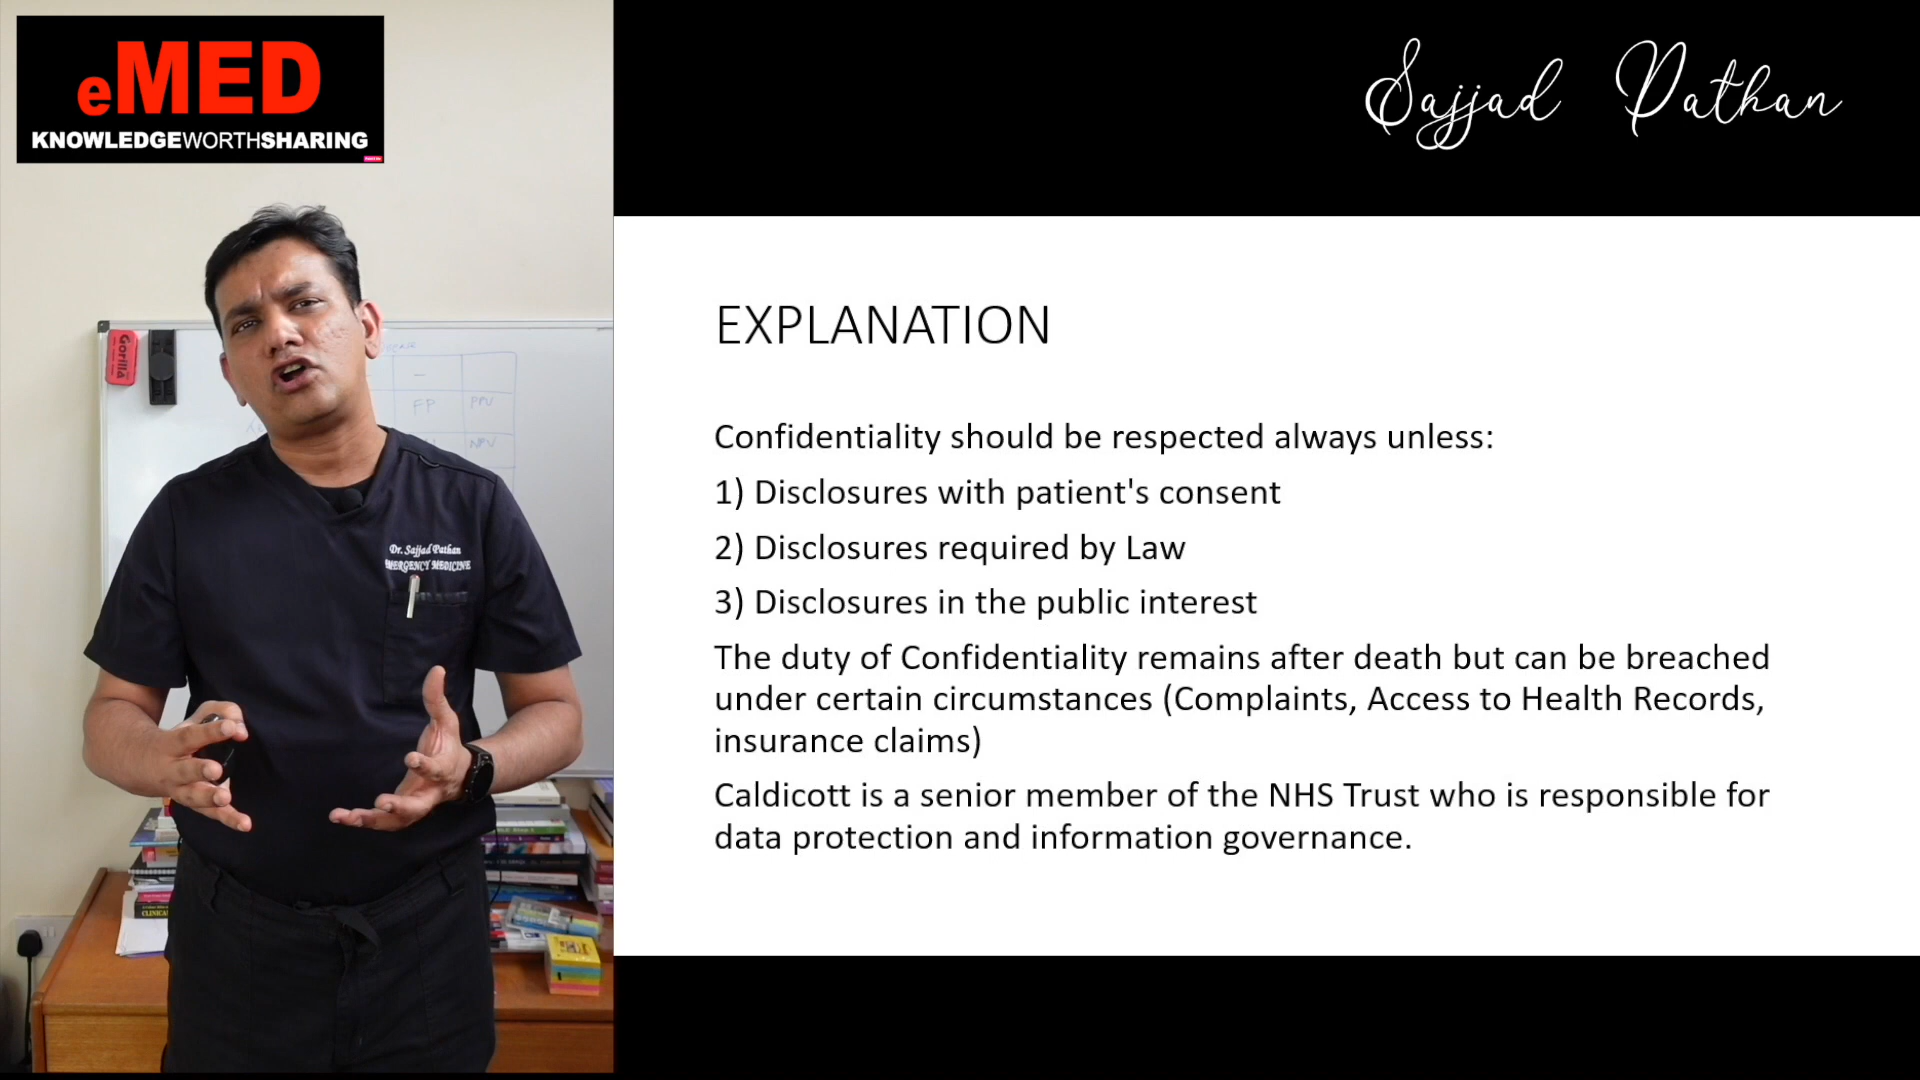 eMED
KNOWLEDGEWORTHSHARING
Sajjad Pathan
Gorilla
FP
PPV
NPV
Dr. Sajjad Pathan
EMERGENCY MEDICINE
EXPLANATION
Confidentiality should be respected always unless:
1) Disclosures with patient's consent
2) Disclosures required by Law
3) Disclosures in the public interest
The duty of Confidentiality remains after death but can be breached
under certain circumstances (Complaints, Access to Health Records,
insurance claims)
Caldicott is a senior member of the NHS Trust who is responsible for
data protection and information governance.